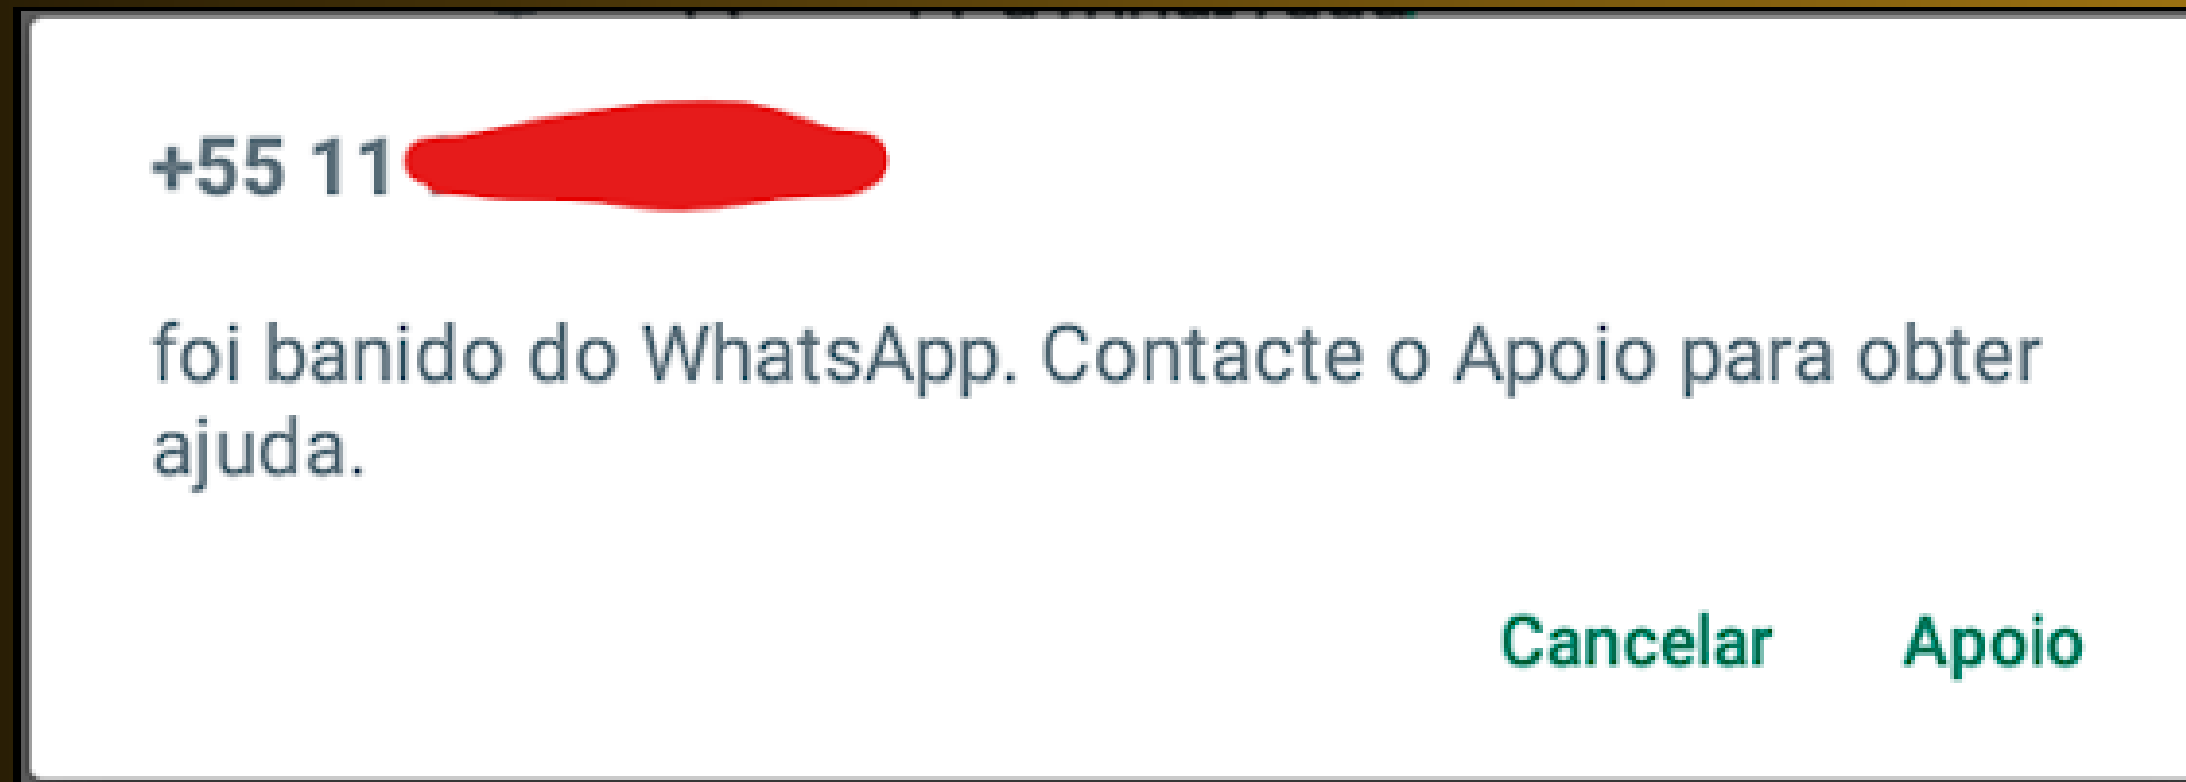 +55 11
foi banido do WhatsApp. Contacte o Apoio para obter
ajuda.
Cancelar Apoio